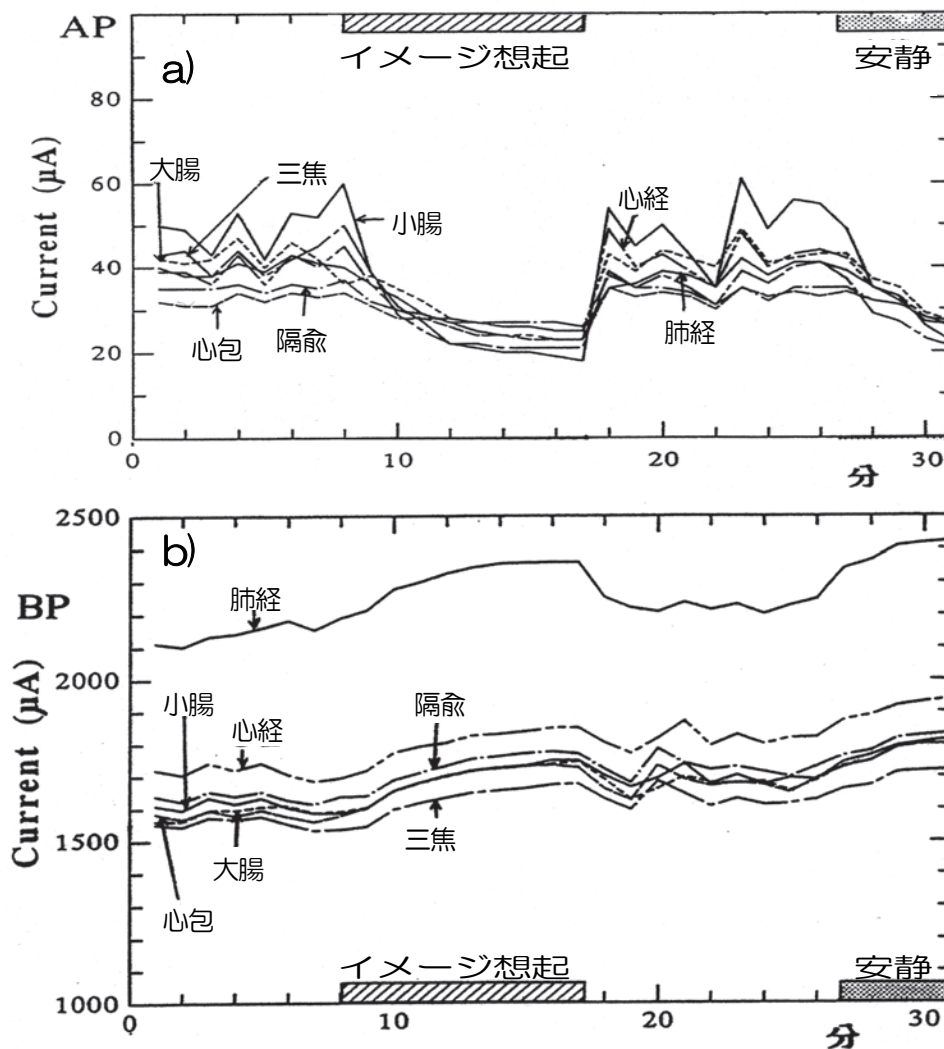 AP
イメージ想起
安静
a)
80
大腸
三焦
60
心経
小腸
Current (μA)
40
肺経
心包
隔兪
20
0
0
10
20
30
分
2500
b)
BP
肺経
2000
小腸
心経
隔兪
Current (μA)
1500
大腸
三焦
心包
イメージ想起
安静
1000
0
10
20
30
分